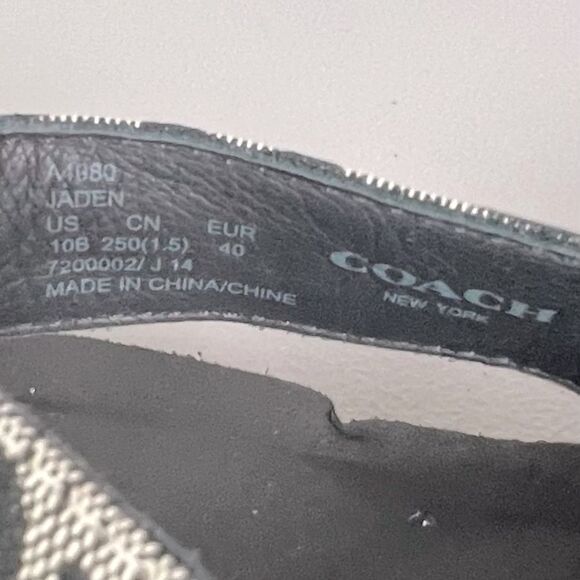 JADEN
US CN EUR
10B 250(1.5) 40
7200002/ J 14
MADE IN CHINA/CHINE
COACH
NEW YORK